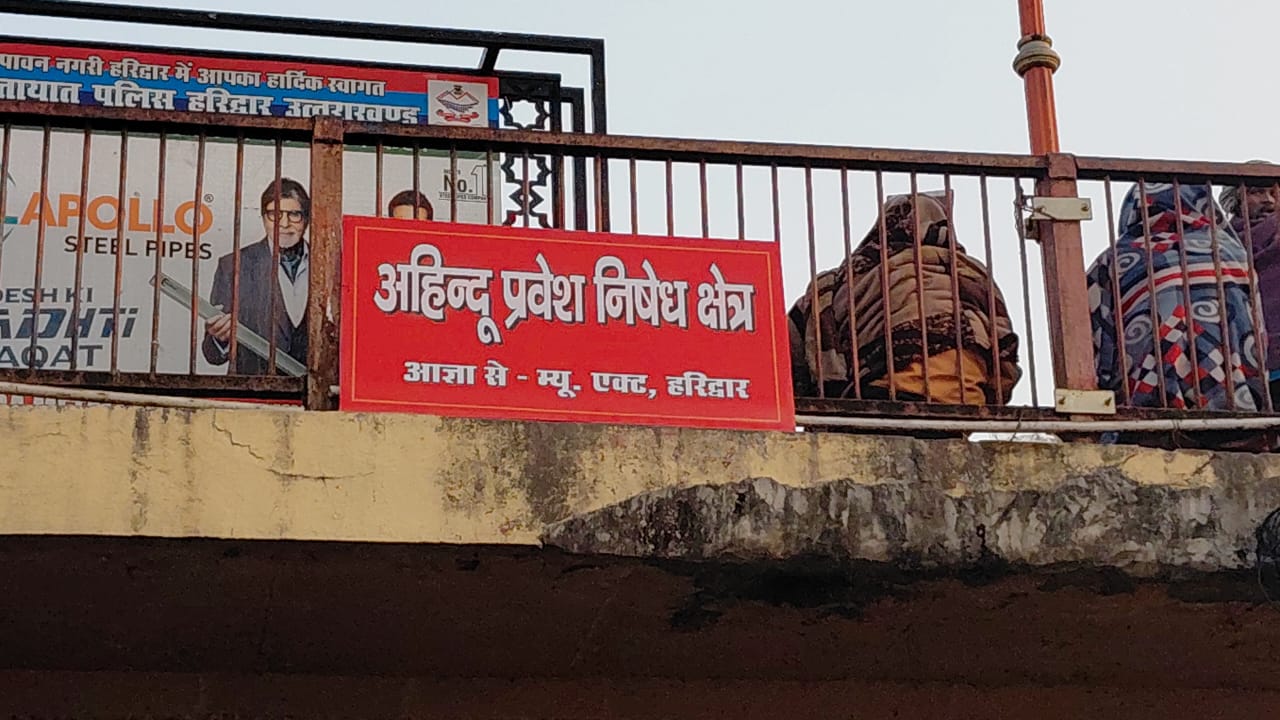 पावन नगरी हरिद्वार में आपका हार्दिक स्वागत
यातायात पुलिस हरिद्वार उत्तराखण्ड
APOLLO
STEEL PIPES
DESH KI
TAAQAT
No.1
अहिन्दू प्रवेश निषेध क्षेत्र
आज्ञा से - म्यू. एक्ट, हरिद्वार